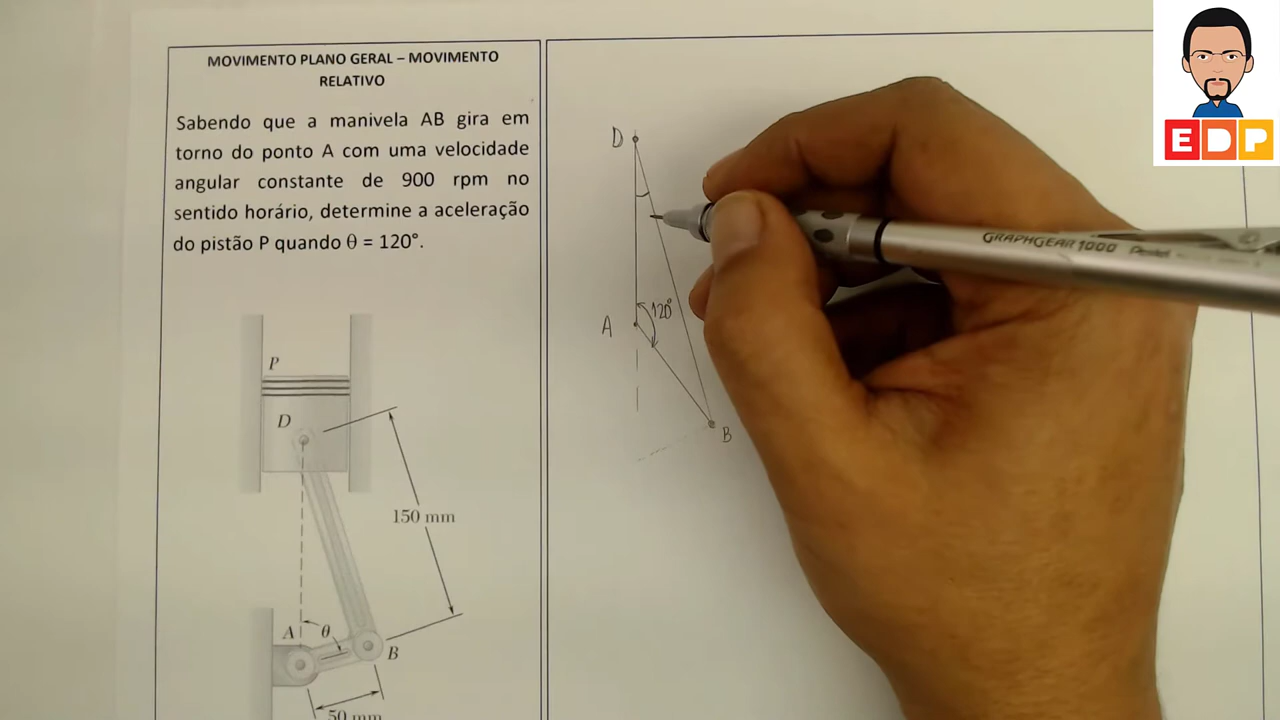 MOVIMENTO PLANO GERAL – MOVIMENTO
RELATIVO
Sabendo que a manivela AB gira em
torno do ponto A com uma velocidade
angular constante de 900 rpm no
sentido horário, determine a aceleração
do pistão P quando θ = 120°.
P
D
150 mm
A
θ
B
50 mm
D
120°
A
B
GRAPHGEAR 1000 Pentel
EDP